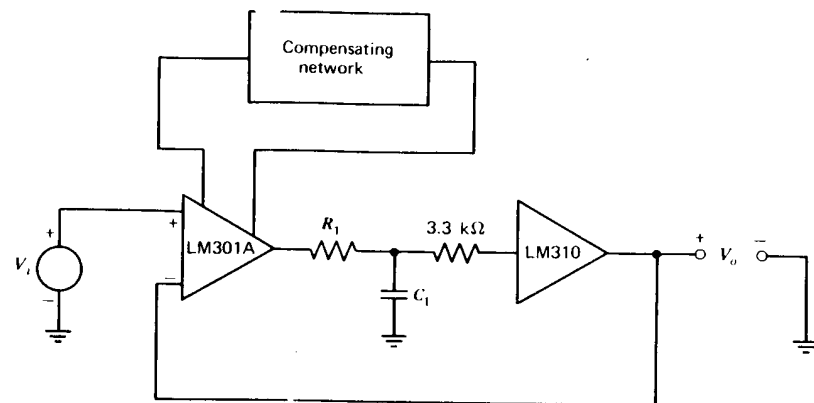 Compensating
network
R₁
3.3 kΩ
+
LM301A
−
LM310
+
Vₒ
−
+
Vᵢ
−
C₁